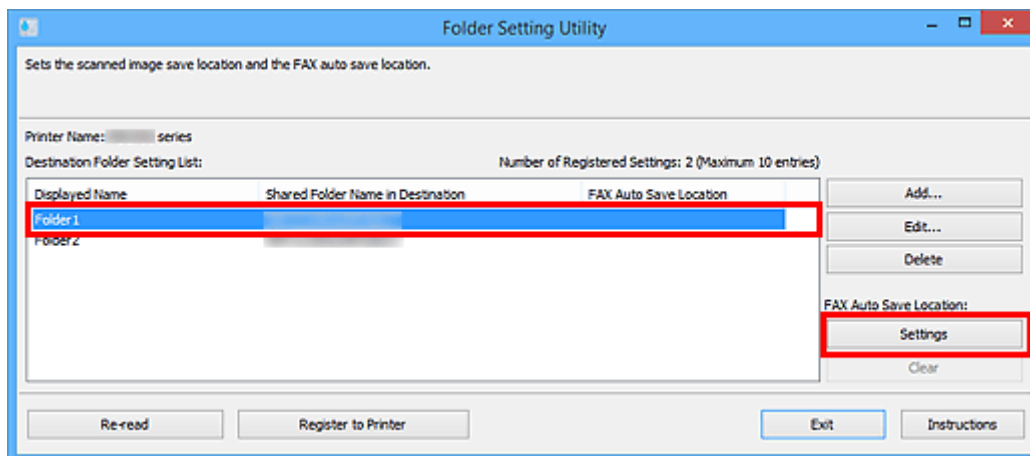 Folder Setting Utility
Sets the scanned image save location and the FAX auto save location.
Printer Name: series
Destination Folder Setting List: Number of Registered Settings: 2 (Maximum 10 entries)
Displayed Name Shared Folder Name in Destination FAX Auto Save Location
Add...
Folder1
Edit...
Folder2
Delete
FAX Auto Save Location:
Settings
Clear
Re-read Register to Printer Exit Instructions